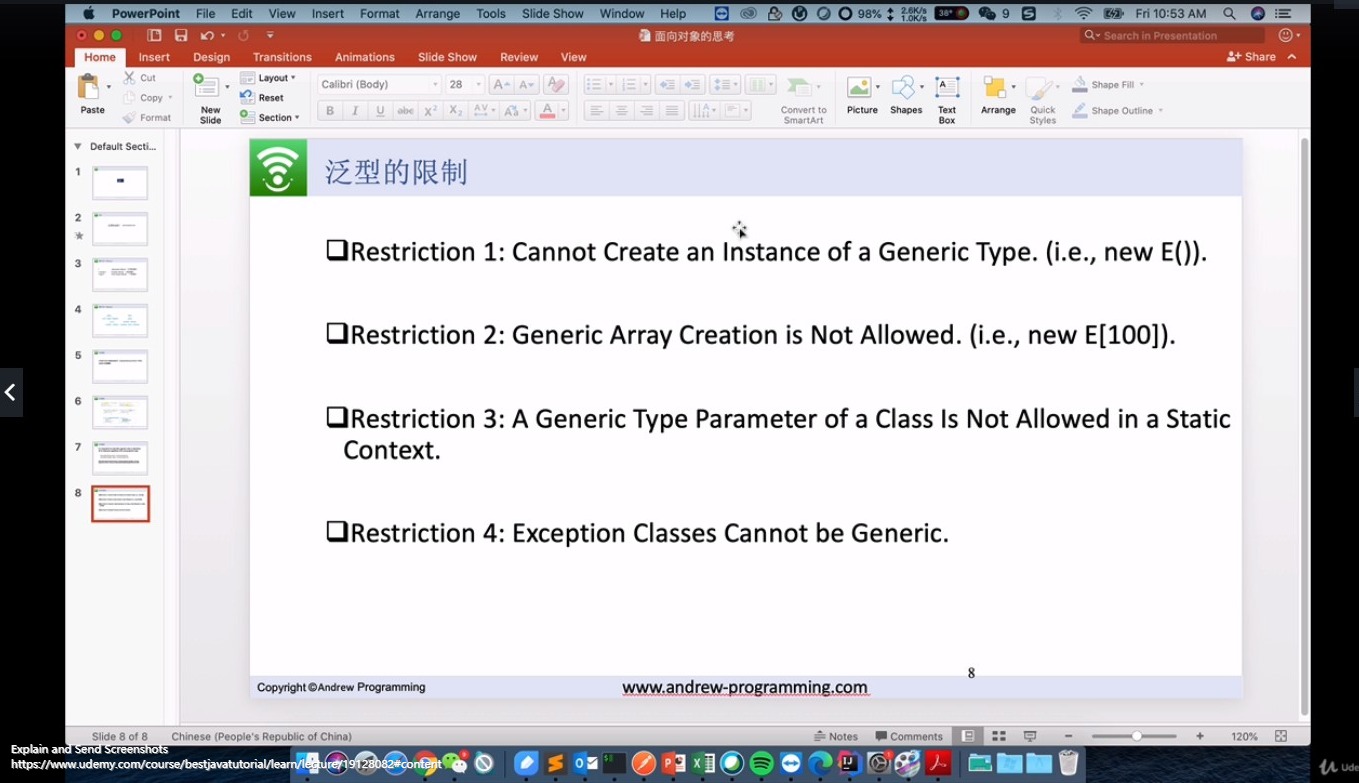 PowerPoint File Edit View Insert Format Arrange Tools Slide Show Window Help 98% 2.6K/s 1.0K/s 38° 9 Fri 10:53 AM
面向对象的思考
Search in Presentation
Home Insert Design Transitions Animations Slide Show Review View
Share
Paste
Cut
Copy
Format
New Slide
Layout
Reset
Section
Calibri (Body) 28
Convert to SmartArt
Picture
Shapes
Text Box
Arrange
Quick Styles
Shape Fill
Shape Outline
Default Secti...
1
2
3
4
5
6
7
8
泛型的限制
Restriction 1: Cannot Create an Instance of a Generic Type. (i.e., new E()).
Restriction 2: Generic Array Creation is Not Allowed. (i.e., new E[100]).
Restriction 3: A Generic Type Parameter of a Class Is Not Allowed in a Static
Context.
Restriction 4: Exception Classes Cannot be Generic.
8
Copyright ©Andrew Programming
www.andrew-programming.com
Slide 8 of 8 Chinese (People's Republic of China) Notes Comments 120%
Explain and Send Screenshots
https://www.udemy.com/course/bestjavatutorial/learn/lecture/19128082#content